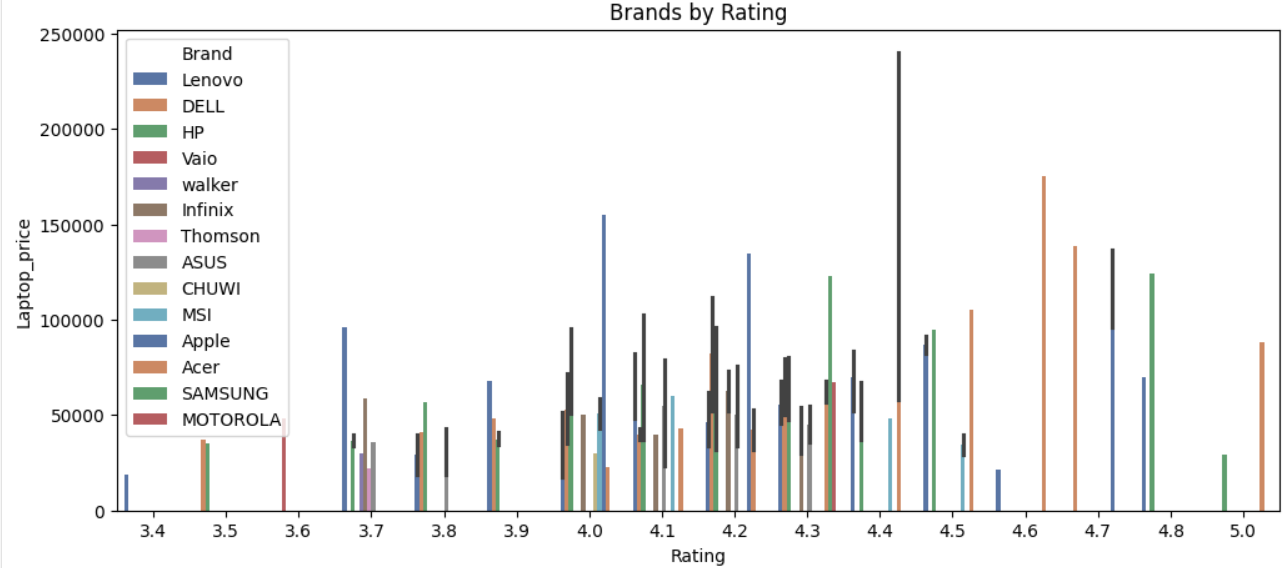 Brands by Rating
Laptop_price
250000
200000
150000
100000
50000
0
Brand
Lenovo
DELL
HP
Vaio
walker
Infinix
Thomson
ASUS
CHUWI
MSI
Apple
Acer
SAMSUNG
MOTOROLA
3.4 3.5 3.6 3.7 3.8 3.9 4.0 4.1 4.2 4.3 4.4 4.5 4.6 4.7 4.8 5.0
Rating